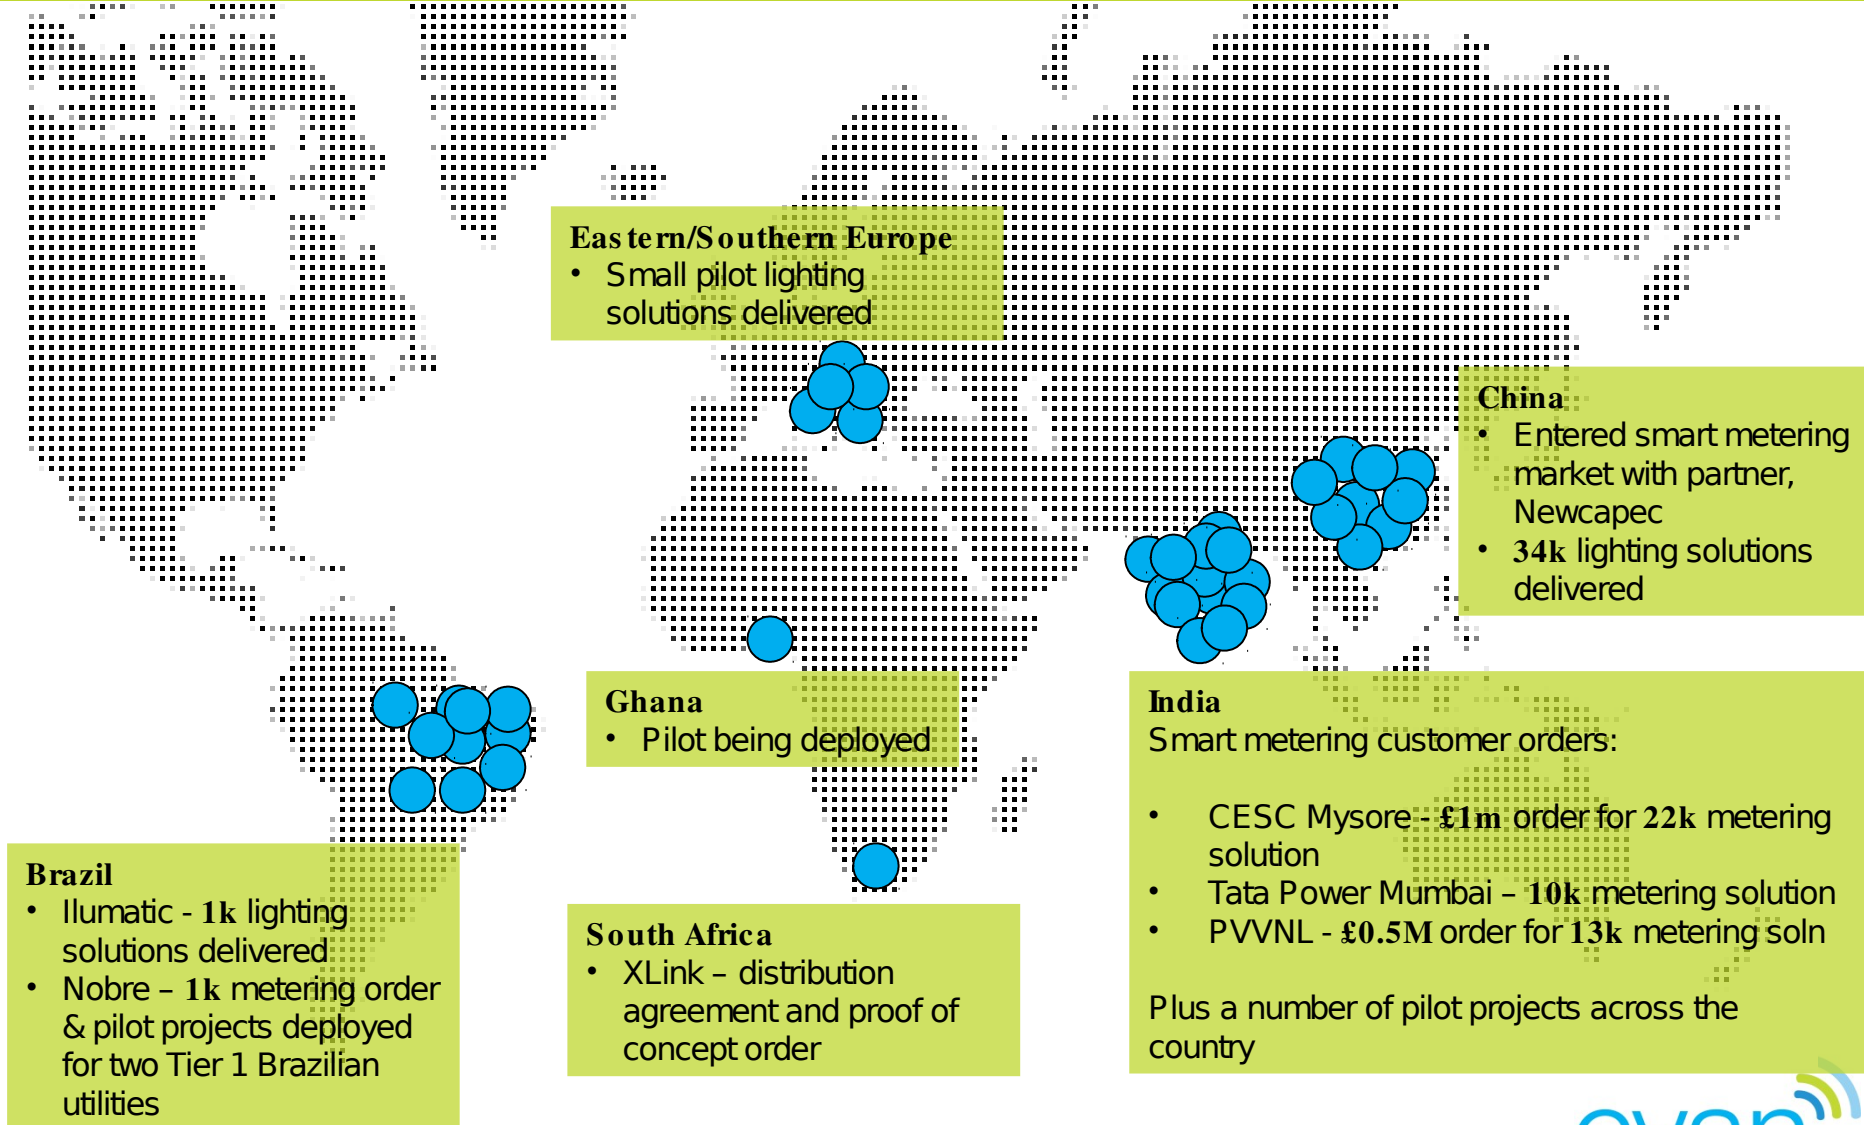 Eastern/Southern Europe
• Small pilot lighting
solutions delivered
China
• Entered smart metering
market with partner,
Newcapec
• 34k lighting solutions
delivered
Ghana
• Pilot being deployed
India
Smart metering customer orders:
• CESC Mysore - £1m order for 22k metering
solution
• Tata Power Mumbai – 10k metering solution
• PVVNL - £0.5M order for 13k metering soln
Plus a number of pilot projects across the
country
Brazil
• Ilumatic - 1k lighting
solutions delivered
• Nobre – 1k metering order
& pilot projects deployed
for two Tier 1 Brazilian
utilities
South Africa
• XLink – distribution
agreement and proof of
concept order